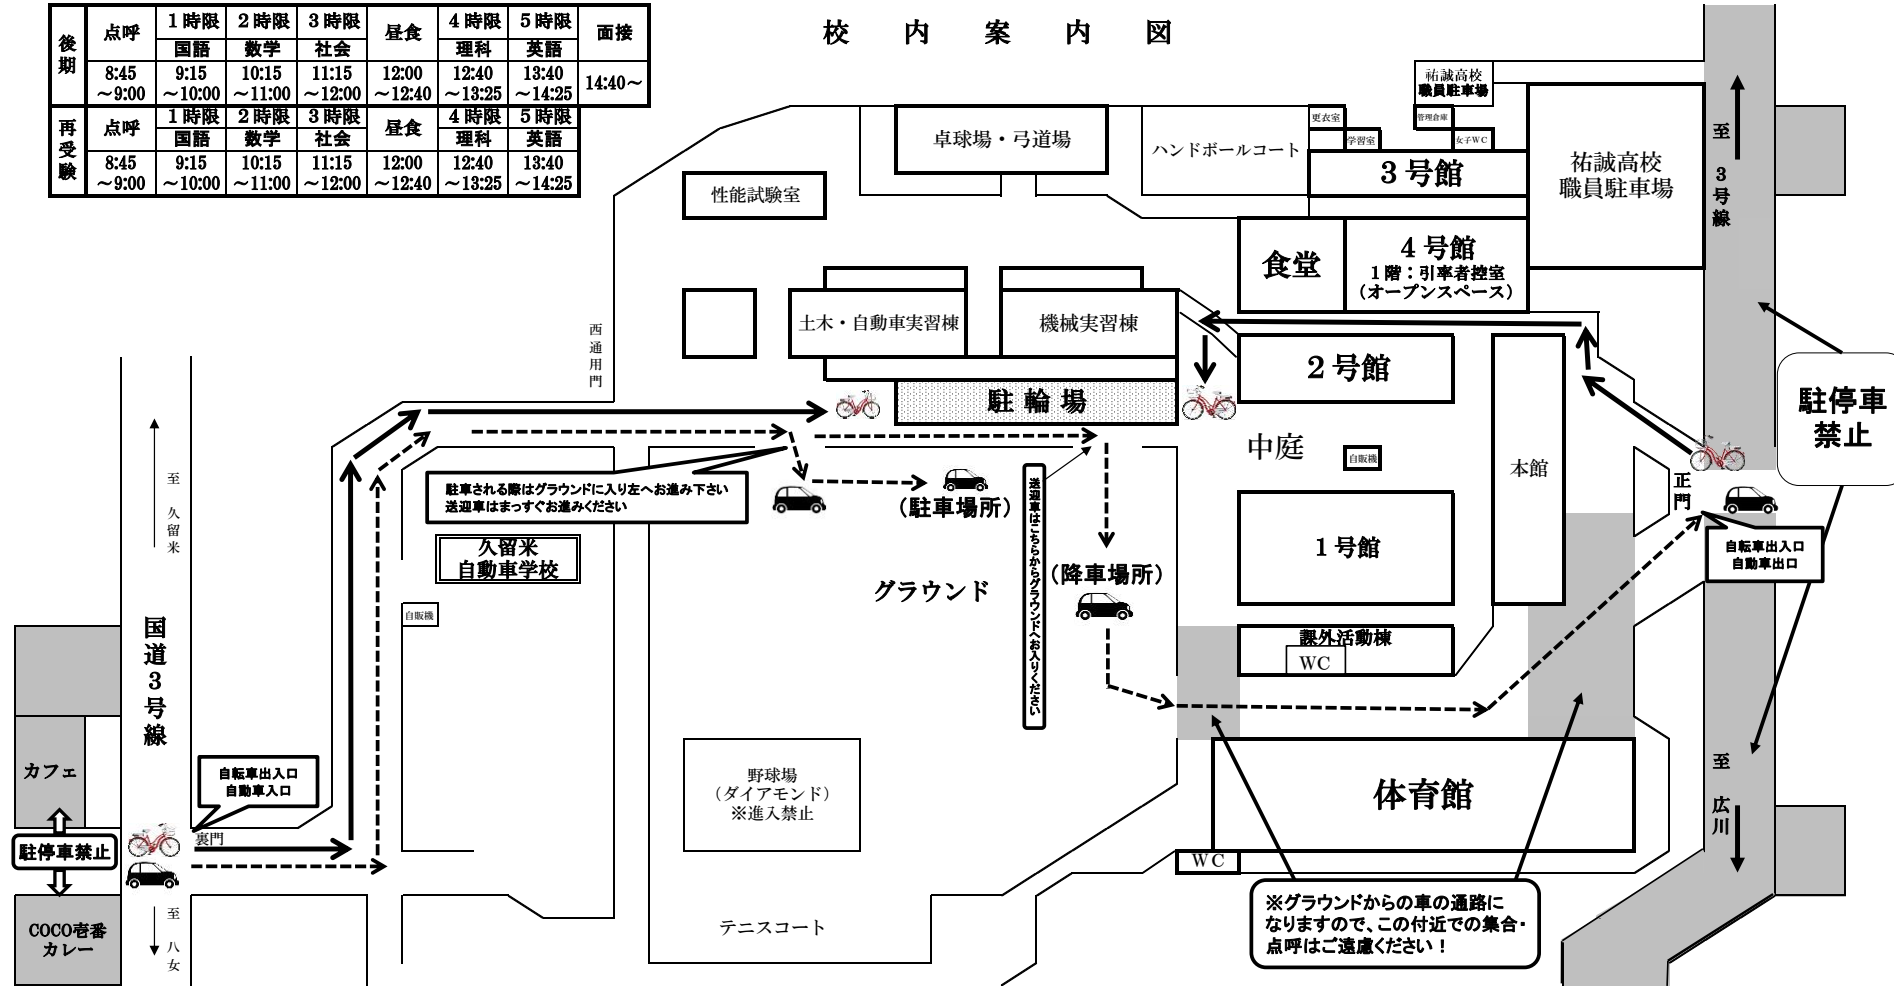 校内案内図
後期
点呼
1時限
2時限
3時限
昼食
4時限
5時限
面接
国語
数学
社会
理科
英語
8:45
～9:00
9:15
～10:00
10:15
～11:00
11:15
～12:00
12:00
～12:40
12:40
～13:25
13:40
～14:25
14:40～
再受験
点呼
1時限
2時限
3時限
昼食
4時限
5時限
国語
数学
社会
理科
英語
8:45
～9:00
9:15
～10:00
10:15
～11:00
11:15
～12:00
12:00
～12:40
12:40
～13:25
13:40
～14:25
祐誠高校
職員駐車場
更衣室
学習室
管理倉庫
女子WC
卓球場・弓道場
ハンドボールコート
3号館
祐誠高校
職員駐車場
至 3号線
性能試験室
食堂
4号館
1階：引率者控室
（オープンスペース）
土木・自動車実習棟
機械実習棟
西通用門
2号館
駐輪場
駐停車
禁止
中庭
自販機
本館
正門
至 久留米
駐車される際はグラウンドに入り左へお進み下さい
送迎車はまっすぐお進みください
（駐車場所）
送迎車はこちらからグラウンドへお入りください
久留米
自動車学校
1号館
自転車出入口
自動車出口
（降車場所）
グラウンド
自販機
国道3号線
課外活動棟
WC
カフェ
自転車出入口
自動車入口
野球場
（ダイアモンド）
※進入禁止
体育館
至 広川
裏門
駐停車禁止
WC
COCO壱番
カレー
至 八女
テニスコート
※グラウンドからの車の通路に
なりますので、この付近での集合・
点呼はご遠慮ください！